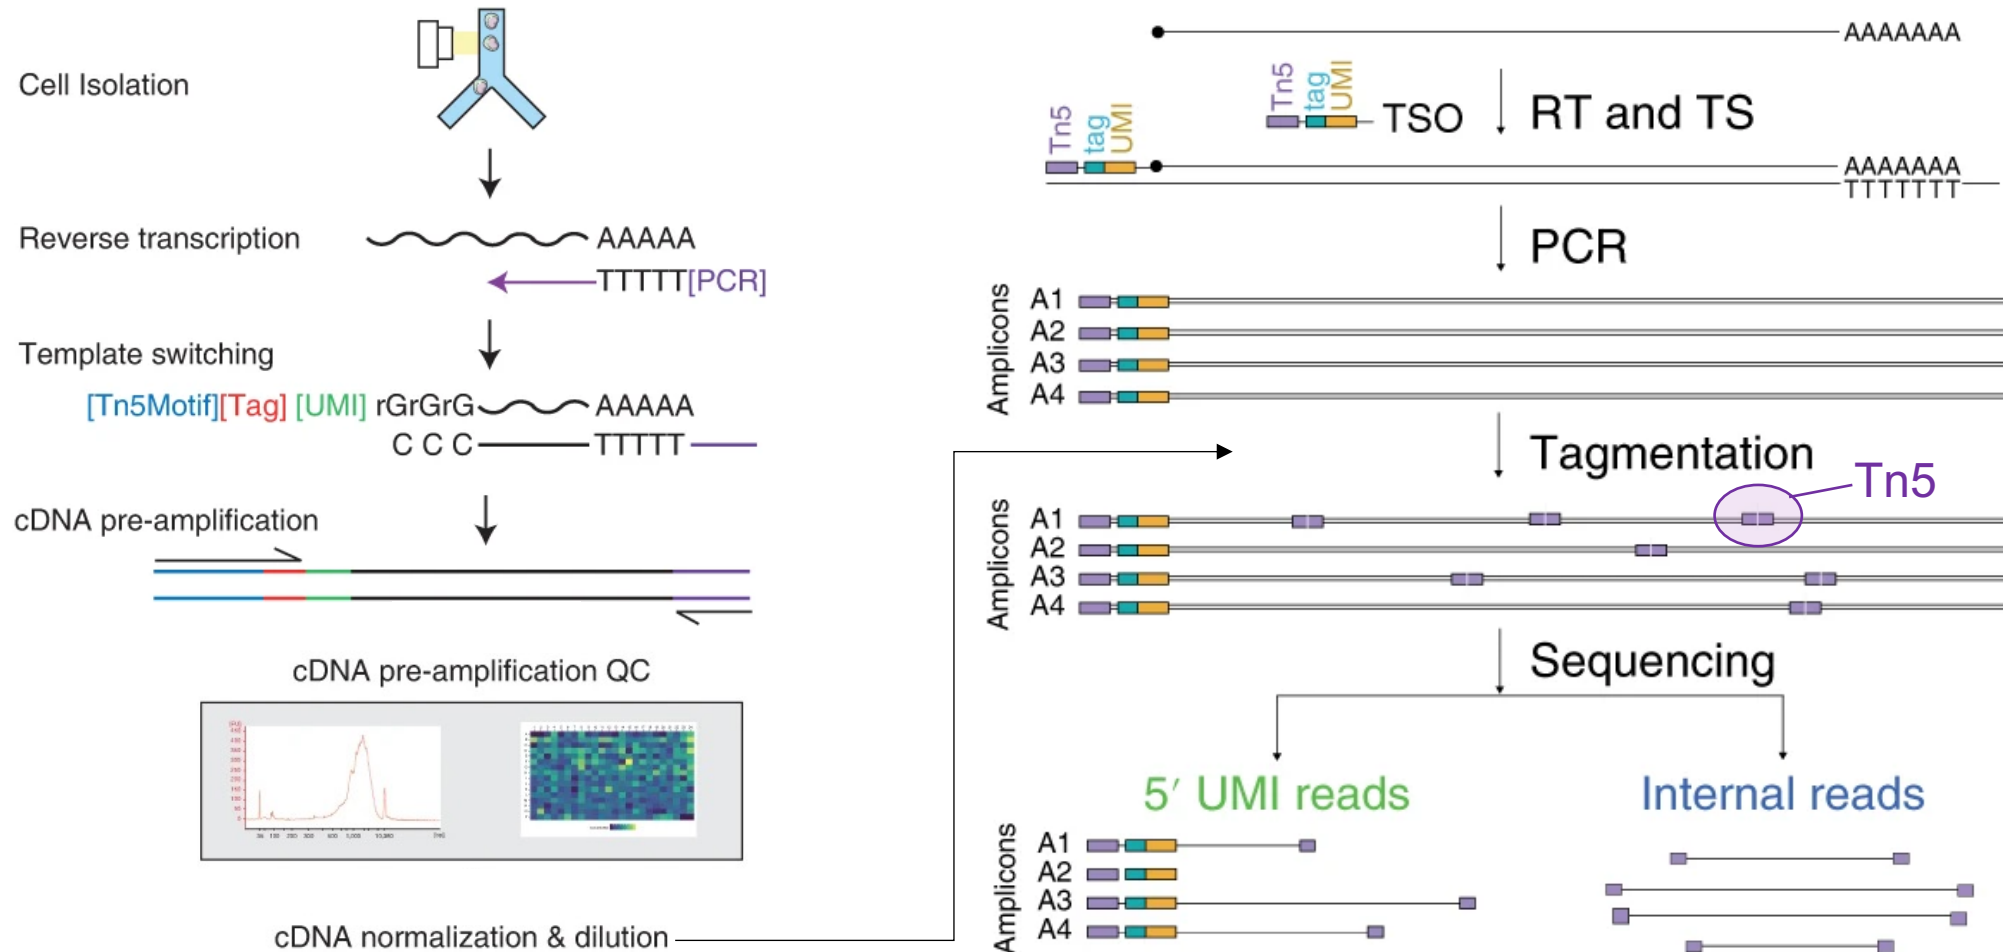 Cell Isolation
Reverse transcription
AAAAA
TTTTT[PCR]
Template switching
[Tn5Motif][Tag] [UMI] rGrGrG AAAAA
C C C TTTTT
cDNA pre-amplification
cDNA pre-amplification QC
cDNA normalization & dilution
AAAAAAA
Tn5 tag UMI TSO
RT and TS
Tn5 tag UMI
AAAAAAA
TTTTTTT
PCR
Amplicons
A1
A2
A3
A4
Tagmentation
Tn5
Amplicons
A1
A2
A3
A4
Sequencing
5′ UMI reads
Internal reads
Amplicons
A1
A2
A3
A4